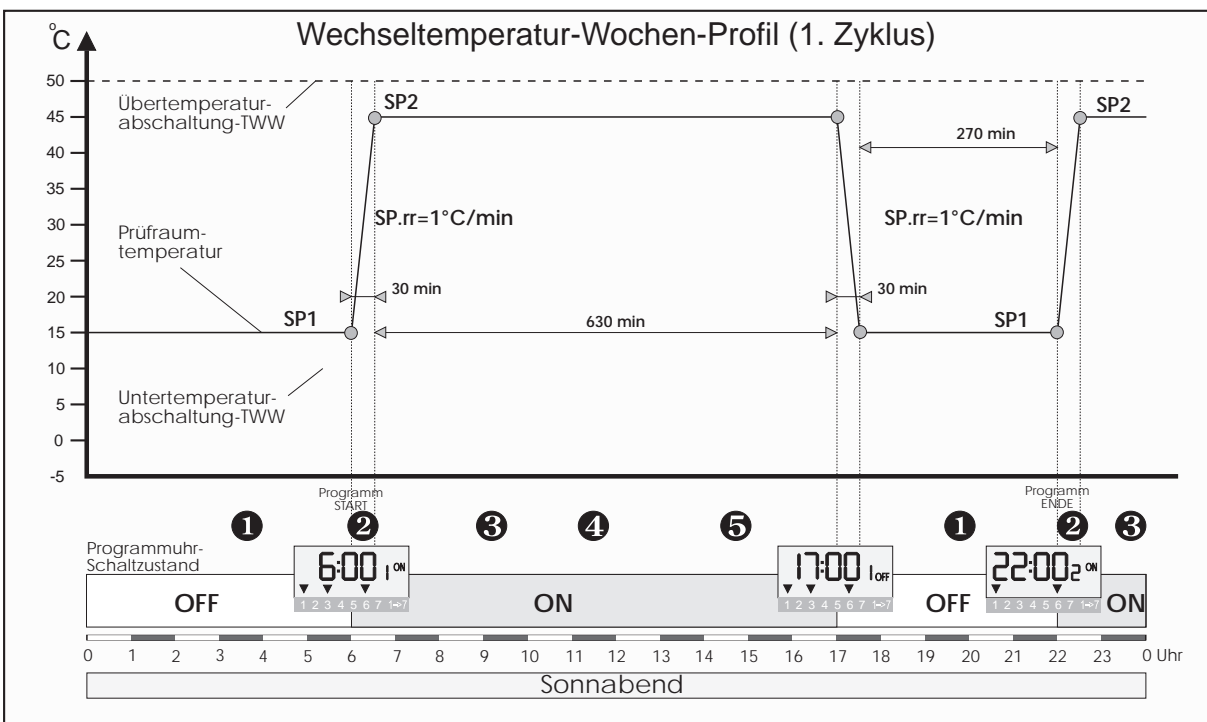 Wechseltemperatur-Wochen-Profil (1. Zyklus)
°C
50
45
40
35
30
25
20
15
10
5
0
-5
Übertemperatur-
abschaltung-TWW
SP2
SP2
270 min
SP.rr=1°C/min
SP.rr=1°C/min
Prüfraum-
temperatur
30 min
30 min
SP1
630 min
SP1
Untertemperatur-
abschaltung-TWW
Programm
START
Programm
ENDE
❶ ❷ ❸ ❹ ❺ ❶ ❷ ❸
Programmuhr-
Schaltzustand
6:00 1 ON
1 2 3 4 5 6 7 1->7
17:00 1 OFF
1 2 3 4 5 6 7 1->7
22:00 2 ON
1 2 3 4 5 6 7 1->7
OFF ON OFF ON
0 1 2 3 4 5 6 7 8 9 10 11 12 13 14 15 16 17 18 19 20 21 22 23 0 Uhr
Sonnabend